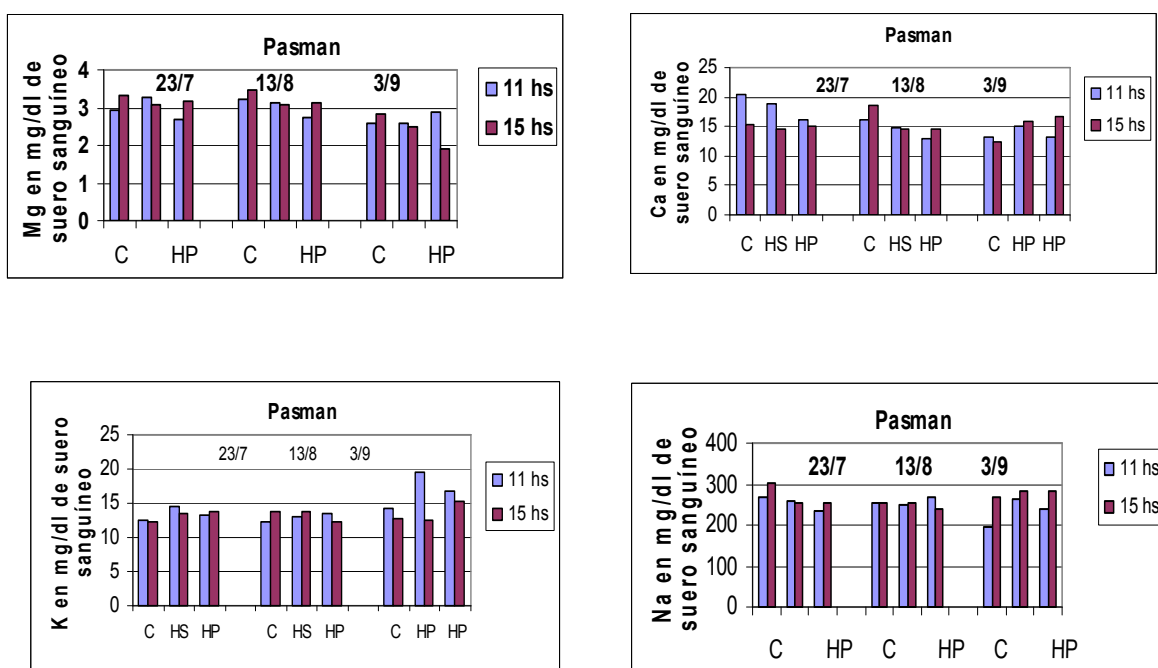 Pasman
Mg en mg/dl de
suero sanguíneo
4
3
2
1
0
23/7 13/8 3/9
C HP C HP C HP
11 hs
15 hs
Pasman
Ca en mg/dl de
suero sanguíneo
25
20
15
10
5
0
23/7 13/8 3/9
C HS HP C HS HP C HP HP
11 hs
15 hs
Pasman
K en mg/dl de suero
sanguíneo
25
20
15
10
5
0
23/7 13/8 3/9
C HS HP C HS HP C HP HP
11 hs
15 hs
Pasman
Na en mg/dl de
suero sanguíneo
400
300
200
100
0
23/7 13/8 3/9
C HP C HP C HP
11 hs
15 hs